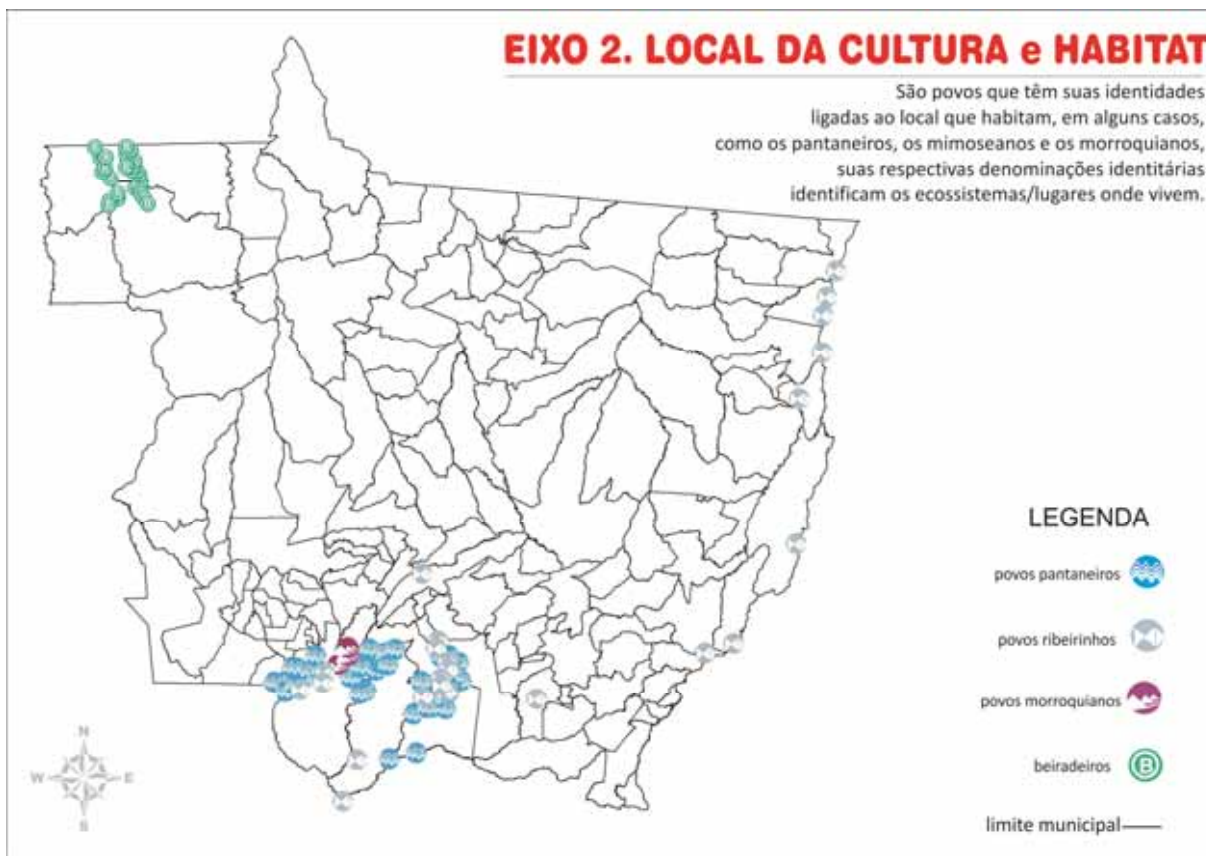 EIXO 2. LOCAL DA CULTURA e HABITAT
São povos que têm suas identidades
ligadas ao local que habitam, em alguns casos,
como os pantaneiros, os mimoseanos e os morroquianos,
suas respectivas denominações identitárias
identificam os ecossistemas/lugares onde vivem.
LEGENDA
povos pantaneiros
povos ribeirinhos
povos morroquianos
beiradeiros B
limite municipal
N
W E
S